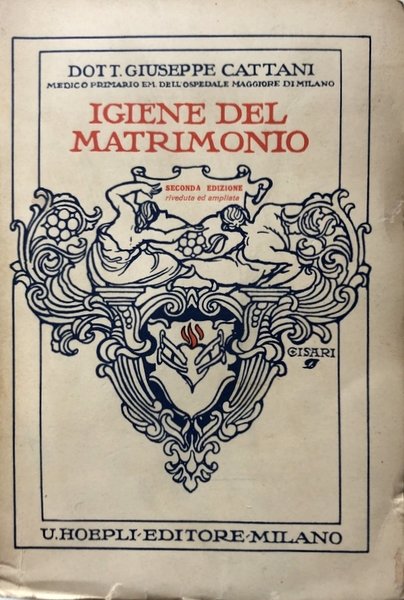 DOTT. GIUSEPPE CATTANI
MEDICO PRIMARIO EM. DELL'OSPEDALE MAGGIORE DI MILANO
IGIENE DEL
MATRIMONIO
SECONDA EDIZIONE
riveduta ed ampliata
CISARI
U. HOEPLI-EDITORE-MILANO